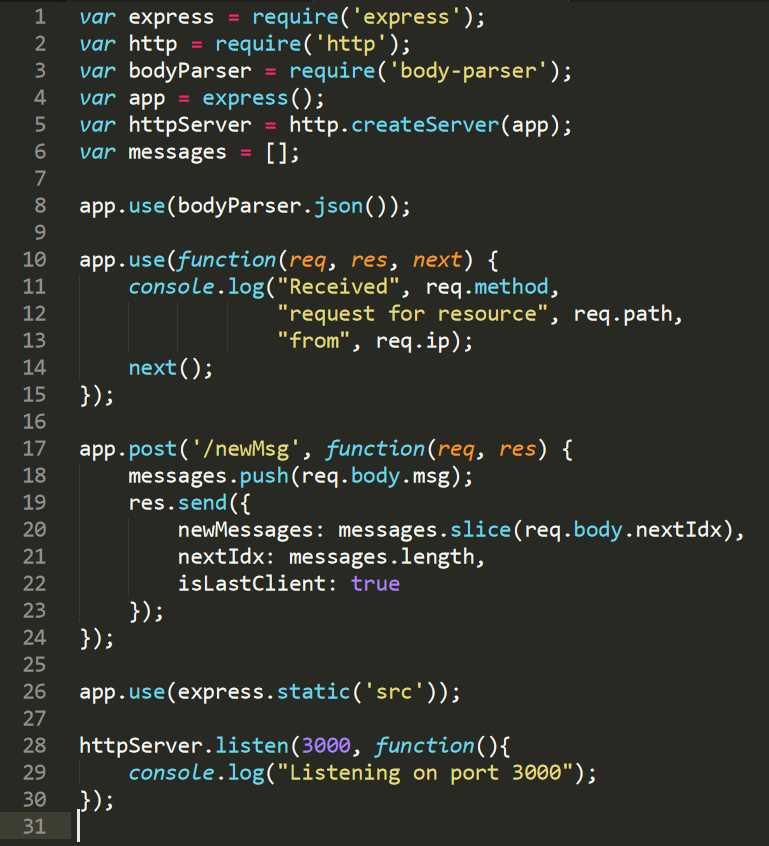 1 var express = require('express');
2 var http = require('http');
3 var bodyParser = require('body-parser');
4 var app = express();
5 var httpServer = http.createServer(app);
6 var messages = [];
7
8 app.use(bodyParser.json());
9
10 app.use(function(req, res, next) {
11     console.log("Received", req.method,
12                 "request for resource", req.path,
13                 "from", req.ip);
14     next();
15 });
16
17 app.post('/newMsg', function(req, res) {
18     messages.push(req.body.msg);
19     res.send({
20         newMessages: messages.slice(req.body.nextIdx),
21         nextIdx: messages.length,
22         isLastClient: true
23     });
24 });
25
26 app.use(express.static('src'));
27
28 httpServer.listen(3000, function(){
29     console.log("Listening on port 3000");
30 });
31